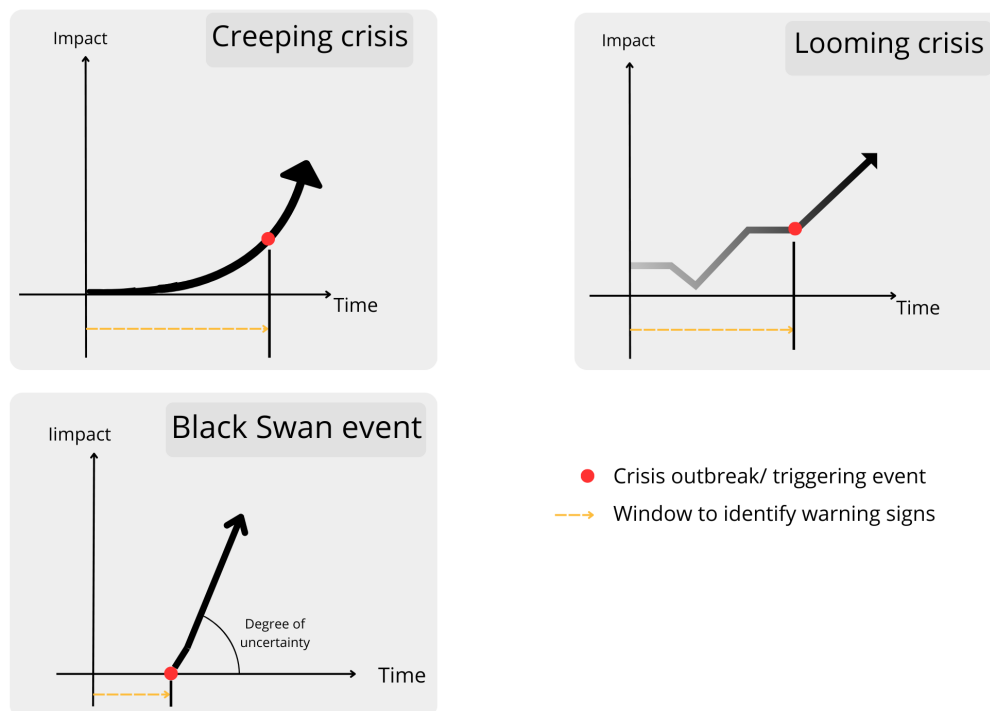 Creeping crisis
Impact
Time
Looming crisis
Impact
Time
Black Swan event
Iimpact
Degree of
uncertainty
Time
Crisis outbreak/ triggering event
Window to identify warning signs